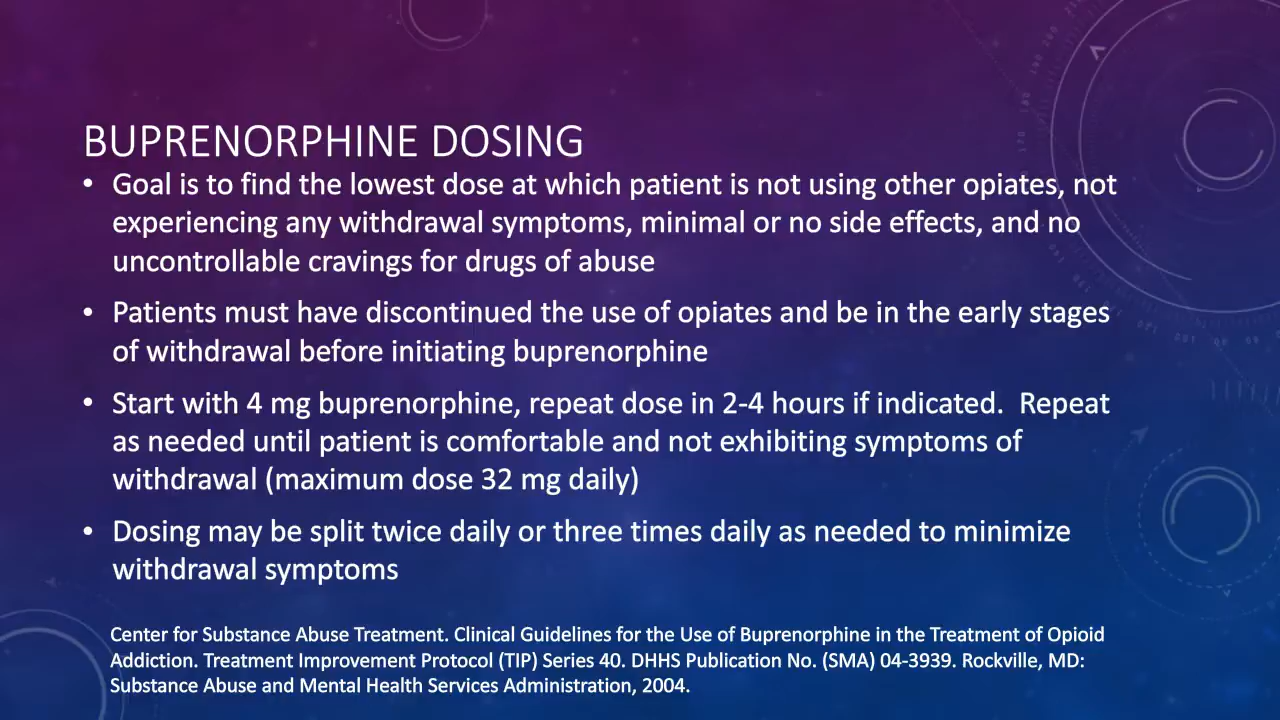 BUPRENORPHINE DOSING
• Goal is to find the lowest dose at which patient is not using other opiates, not
experiencing any withdrawal symptoms, minimal or no side effects, and no
uncontrollable cravings for drugs of abuse
• Patients must have discontinued the use of opiates and be in the early stages
of withdrawal before initiating buprenorphine
• Start with 4 mg buprenorphine, repeat dose in 2-4 hours if indicated.  Repeat
as needed until patient is comfortable and not exhibiting symptoms of
withdrawal (maximum dose 32 mg daily)
• Dosing may be split twice daily or three times daily as needed to minimize
withdrawal symptoms
Center for Substance Abuse Treatment. Clinical Guidelines for the Use of Buprenorphine in the Treatment of Opioid
Addiction. Treatment Improvement Protocol (TIP) Series 40. DHHS Publication No. (SMA) 04-3939. Rockville, MD:
Substance Abuse and Mental Health Services Administration, 2004.